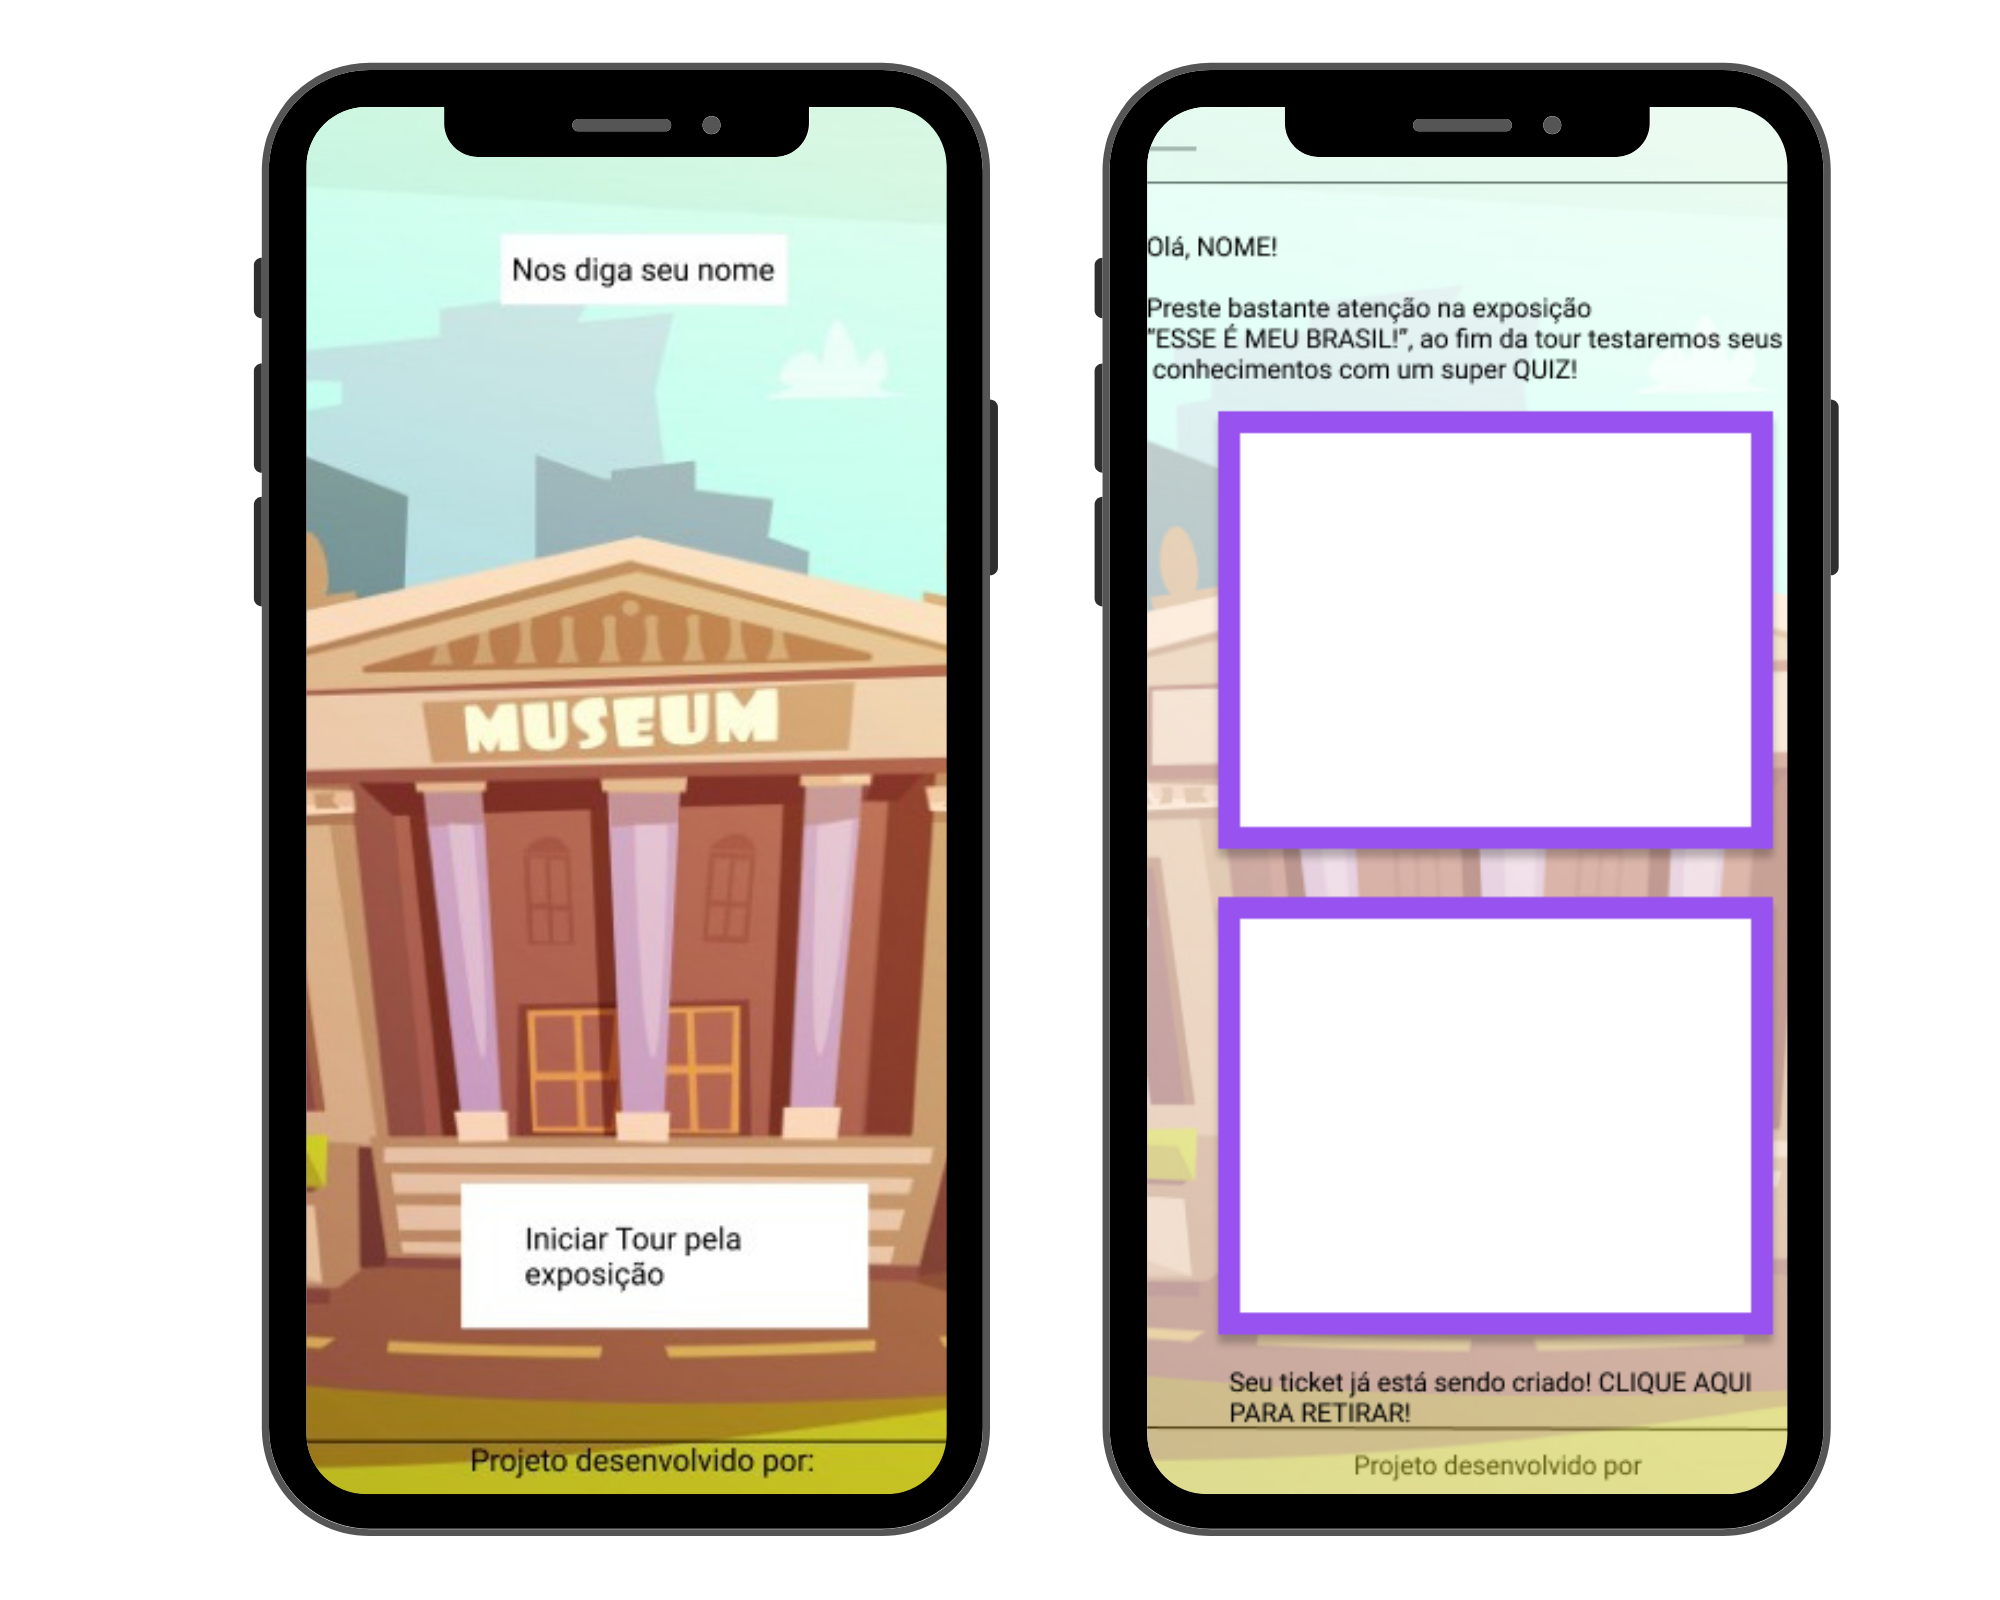 Nos diga seu nome
MUSEUM
Iniciar Tour pela
exposição
Projeto desenvolvido por:
Olá, NOME!
Preste bastante atenção na exposição
"ESSE É MEU BRASIL!", ao fim da tour testaremos seus
conhecimentos com um super QUIZ!
Seu ticket já está sendo criado! CLIQUE AQUI
PARA RETIRAR!
Projeto desenvolvido por